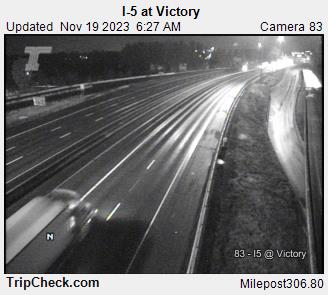 I-5 at Victory
Updated Nov 19 2023 6:27 AM Camera 83
T
N
83 - I5 @ Victory
TripCheck.com Milepost306.80